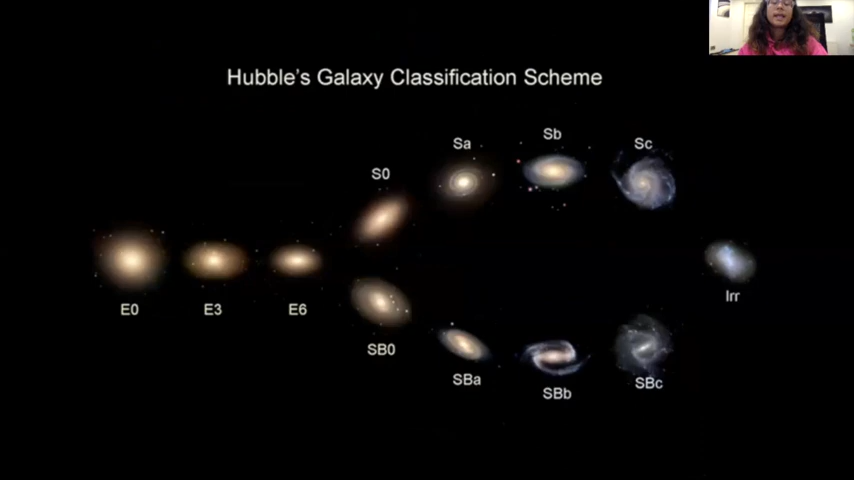 Hubble's Galaxy Classification Scheme
Sa
Sb
Sc
S0
E0
E3
E6
Irr
SB0
SBa
SBb
SBc